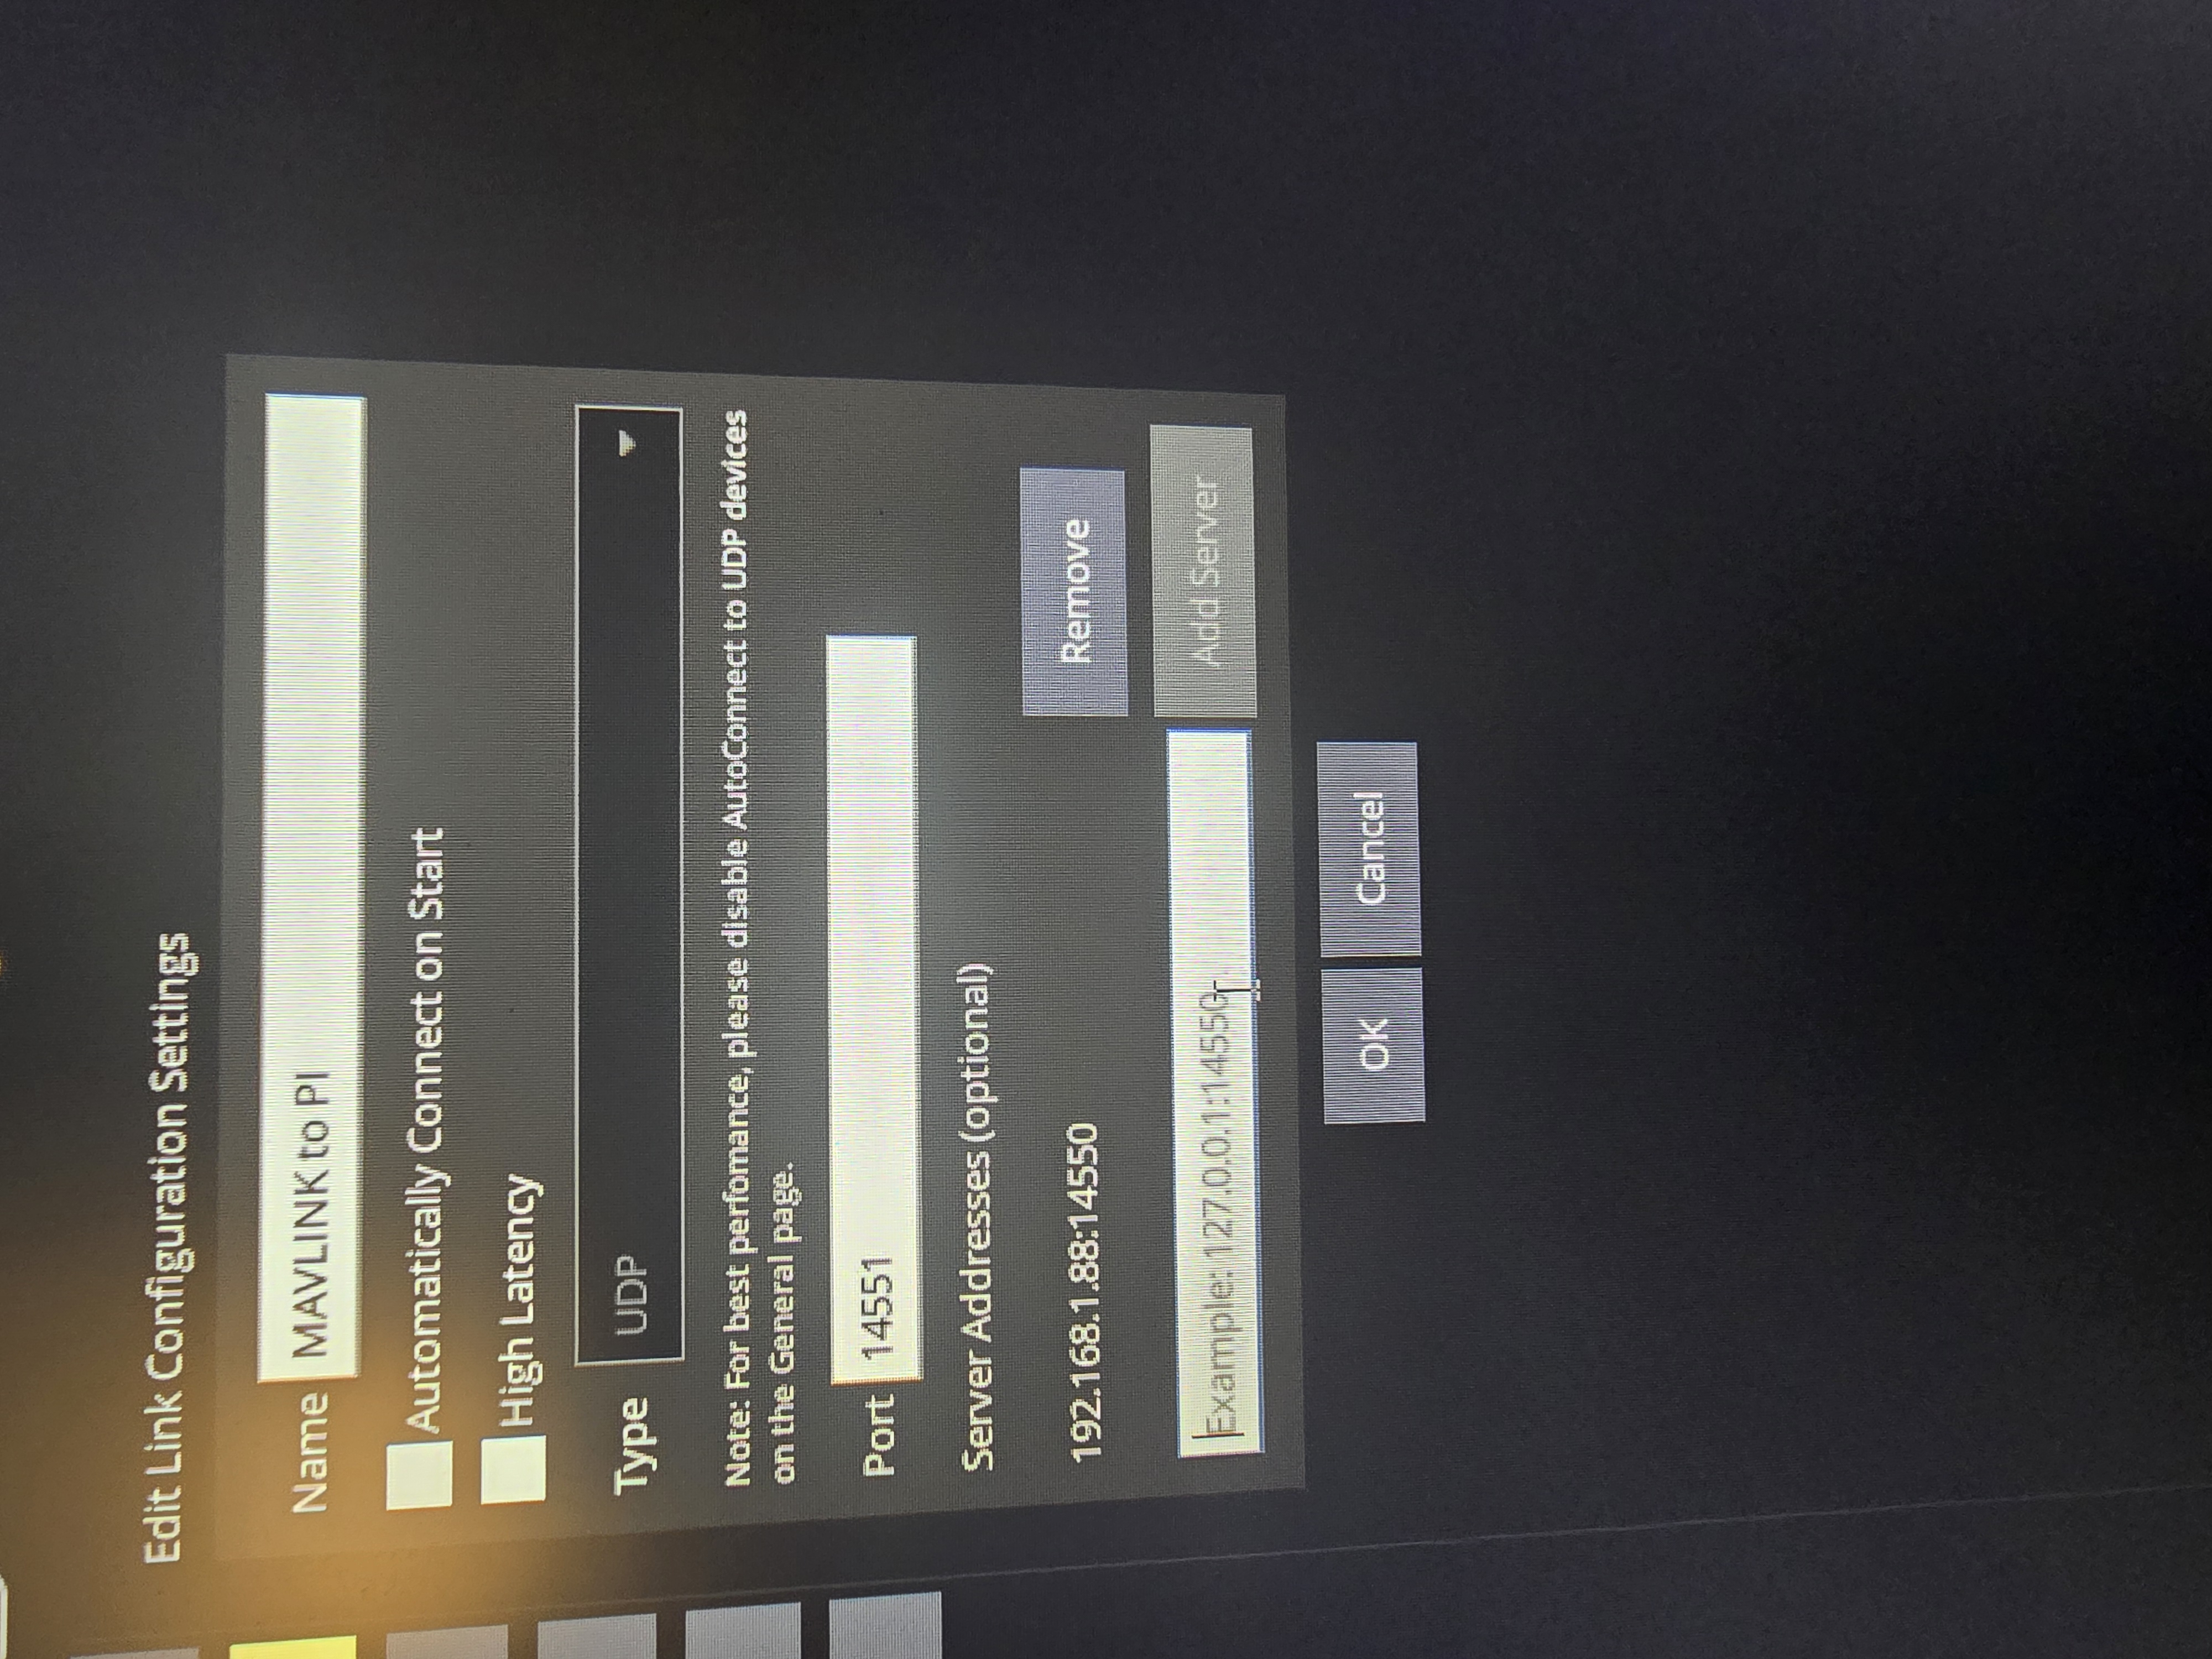 Edit Link Configuration Settings
Name MAVLINK to PI
Automatically Connect on Start
High Latency
Type UDP
Note: For best perfomance, please disable AutoConnect to UDP devices
on the General page.
Port 14551
Server Addresses (optional)
192.168.1.88:14550 Remove
Example: 127.0.0.1:14550 Add Server
OK Cancel